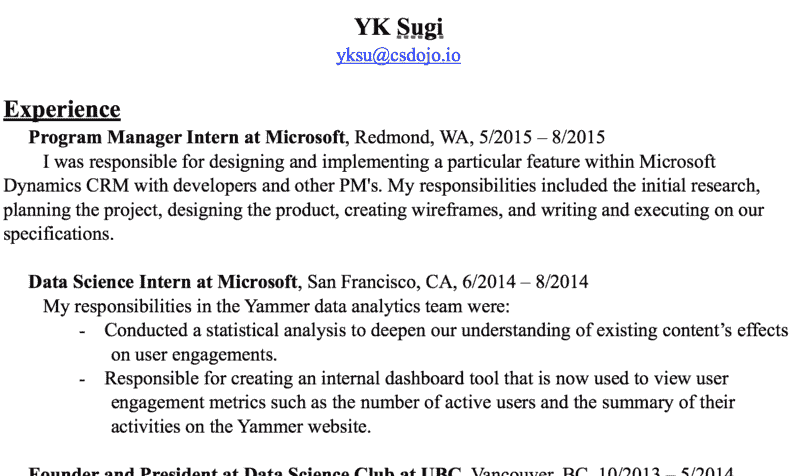 YK Sugi
yksu@csdojo.io
Experience
Program Manager Intern at Microsoft, Redmond, WA, 5/2015 – 8/2015
I was responsible for designing and implementing a particular feature within Microsoft
Dynamics CRM with developers and other PM's. My responsibilities included the initial research,
planning the project, designing the product, creating wireframes, and writing and executing on our
specifications.
Data Science Intern at Microsoft, San Francisco, CA, 6/2014 – 8/2014
My responsibilities in the Yammer data analytics team were:
- Conducted a statistical analysis to deepen our understanding of existing content’s effects
on user engagements.
- Responsible for creating an internal dashboard tool that is now used to view user
engagement metrics such as the number of active users and the summary of their
activities on the Yammer website.
Founder and President at Data Science Club at UBC, Vancouver, BC, 10/2013 – 5/2014